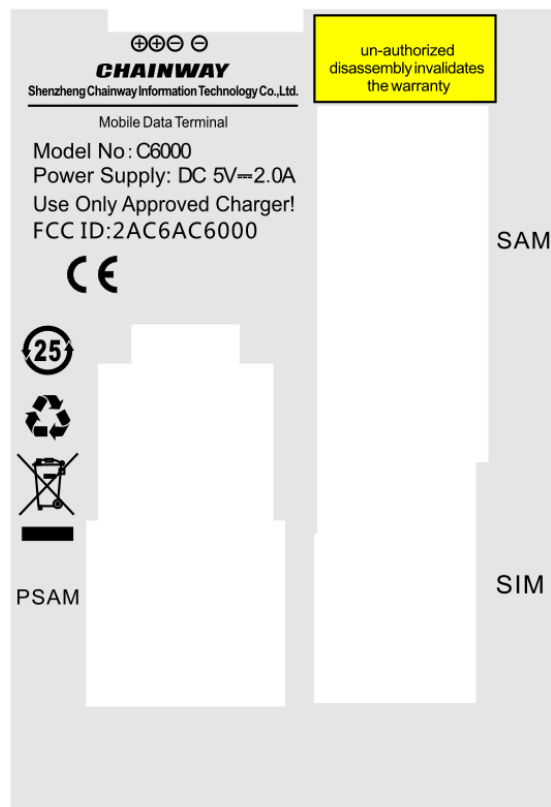 ⊕⊕⊖ ⊖
CHAINWAY
Shenzheng Chainway Information Technology Co.,Ltd.
Mobile Data Terminal
Model No: C6000
Power Supply: DC 5V⎓2.0A
Use Only Approved Charger!
FCC ID:2AC6AC6000
CE
un-authorized
disassembly invalidates
the warranty
SAM
25
PSAM
SIM